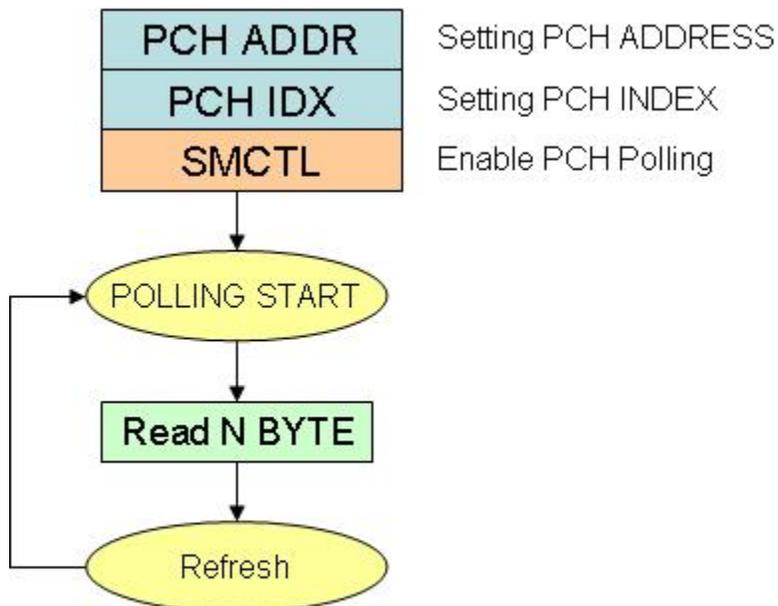 PCH ADDR Setting PCH ADDRESS
PCH IDX Setting PCH INDEX
SMCTL Enable PCH Polling
POLLING START
Read N BYTE
Refresh